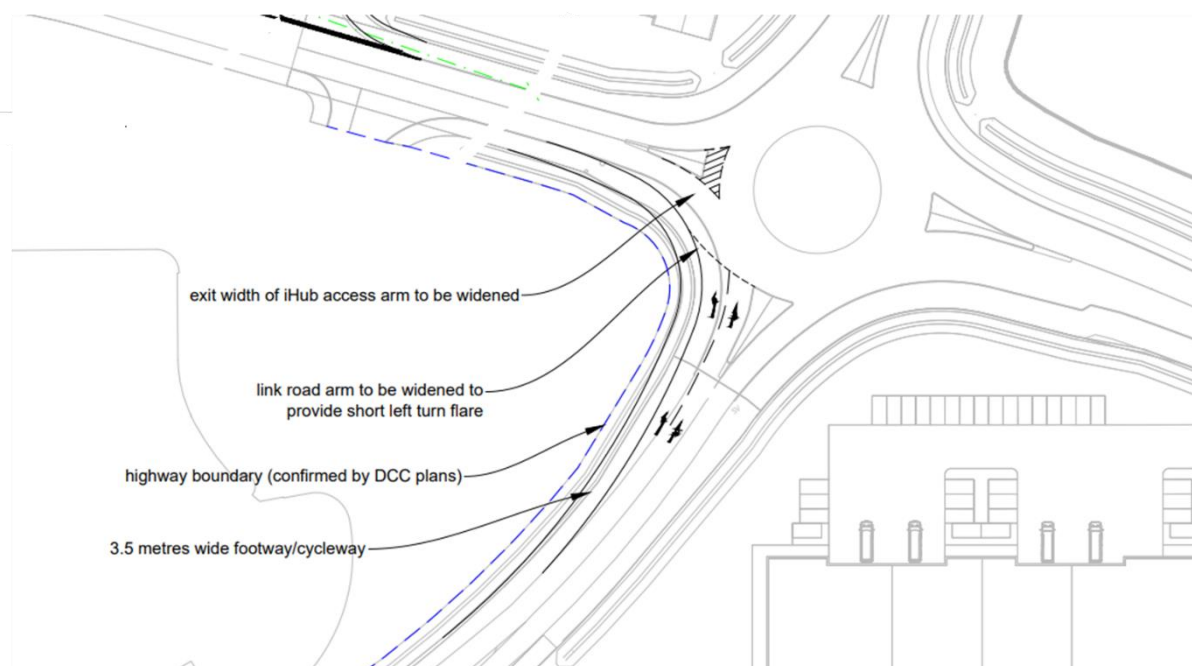 exit width of iHub access arm to be widened
link road arm to be widened to
provide short left turn flare
highway boundary (confirmed by DCC plans)
3.5 metres wide footway/cycleway